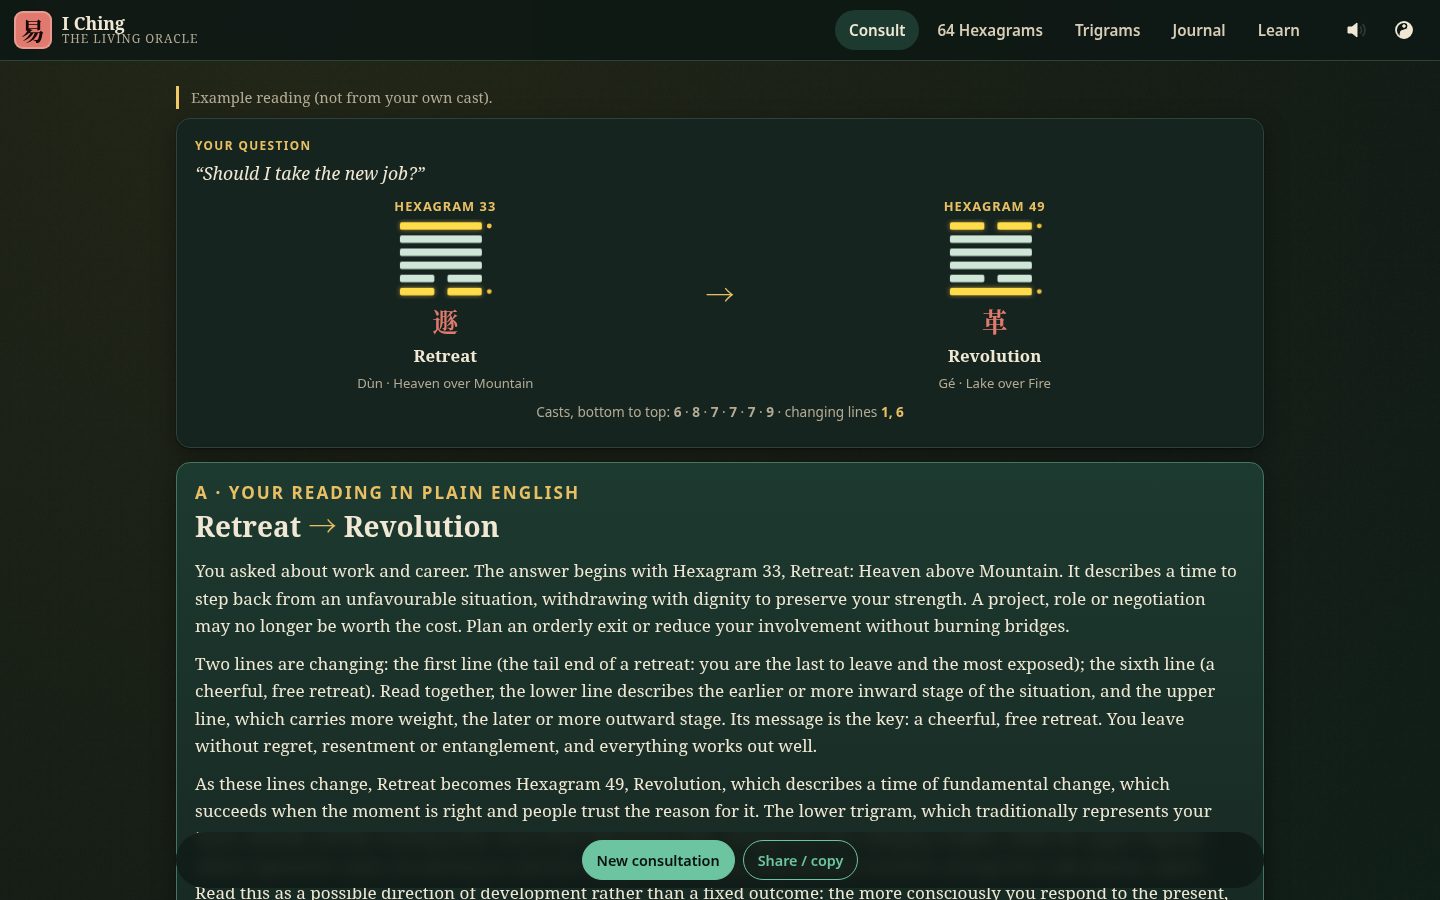 易
I Ching
THE LIVING ORACLE
Consult
64 Hexagrams
Trigrams
Journal
Learn
Example reading (not from your own cast).
YOUR QUESTION
“Should I take the new job?”
HEXAGRAM 33
遯
Retreat
Dùn · Heaven over Mountain
→
HEXAGRAM 49
革
Revolution
Gé · Lake over Fire
Casts, bottom to top: 6 · 8 · 7 · 7 · 7 · 9 · changing lines 1, 6
A · YOUR READING IN PLAIN ENGLISH
Retreat → Revolution
You asked about work and career. The answer begins with Hexagram 33, Retreat: Heaven above Mountain. It describes a time to
step back from an unfavourable situation, withdrawing with dignity to preserve your strength. A project, role or negotiation
may no longer be worth the cost. Plan an orderly exit or reduce your involvement without burning bridges.
Two lines are changing: the first line (the tail end of a retreat: you are the last to leave and the most exposed); the sixth line (a
cheerful, free retreat). Read together, the lower line describes the earlier or more inward stage of the situation, and the upper
line, which carries more weight, the later or more outward stage. Its message is the key: a cheerful, free retreat. You leave
without regret, resentment or entanglement, and everything works out well.
As these lines change, Retreat becomes Hexagram 49, Revolution, which describes a time of fundamental change, which
succeeds when the moment is right and people trust the reason for it. The lower trigram, which traditionally represents your
New consultation
Share / copy
Read this as a possible direction of development rather than a fixed outcome: the more consciously you respond to the present,